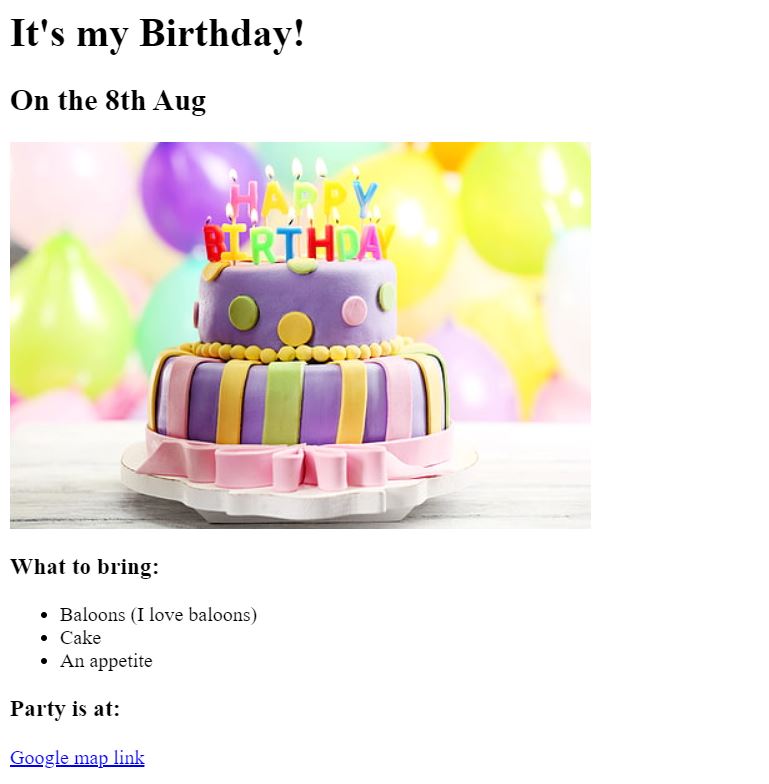 It's my Birthday!
On the 8th Aug
HAPPY
BIRTHDAY
What to bring:
Baloons (I love baloons)
Cake
An appetite
Party is at:
Google map link